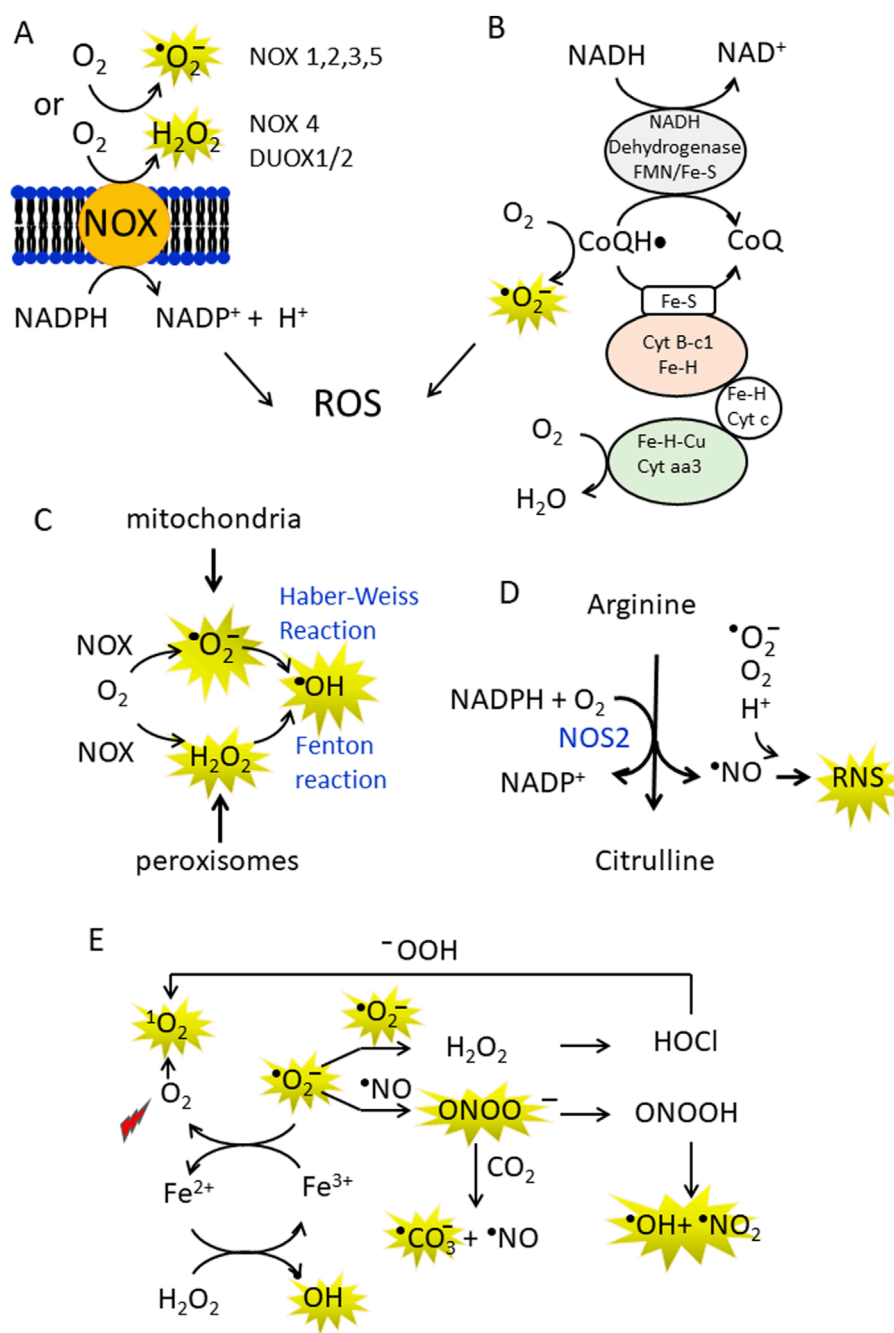 A
O₂
•O₂⁻
NOX 1,2,3,5
or
O₂
H₂O₂
NOX 4
DUOX1/2
NOX
NADPH
NADP⁺ + H⁺
ROS
B
NADH
NAD⁺
NADH
Dehydrogenase
FMN/Fe-S
O₂
CoQH•
CoQ
•O₂⁻
Fe-S
Cyt B-c1
Fe-H
Fe-H
Cyt c
O₂
Fe-H-Cu
Cyt aa3
H₂O
C
mitochondria
Haber-Weiss
Reaction
NOX
•O₂⁻
O₂
•OH
NOX
H₂O₂
Fenton
reaction
peroxisomes
D
Arginine
•O₂⁻
O₂
H⁺
NADPH + O₂
NOS2
NADP⁺
•NO
RNS
Citrulline
E
⁻OOH
¹O₂
•O₂⁻
H₂O₂
HOCl
O₂
•O₂⁻
•NO
ONOO⁻
ONOOH
Fe²⁺
Fe³⁺
CO₂
•CO₃⁻ + •NO
•OH+ •NO₂
H₂O₂
OH